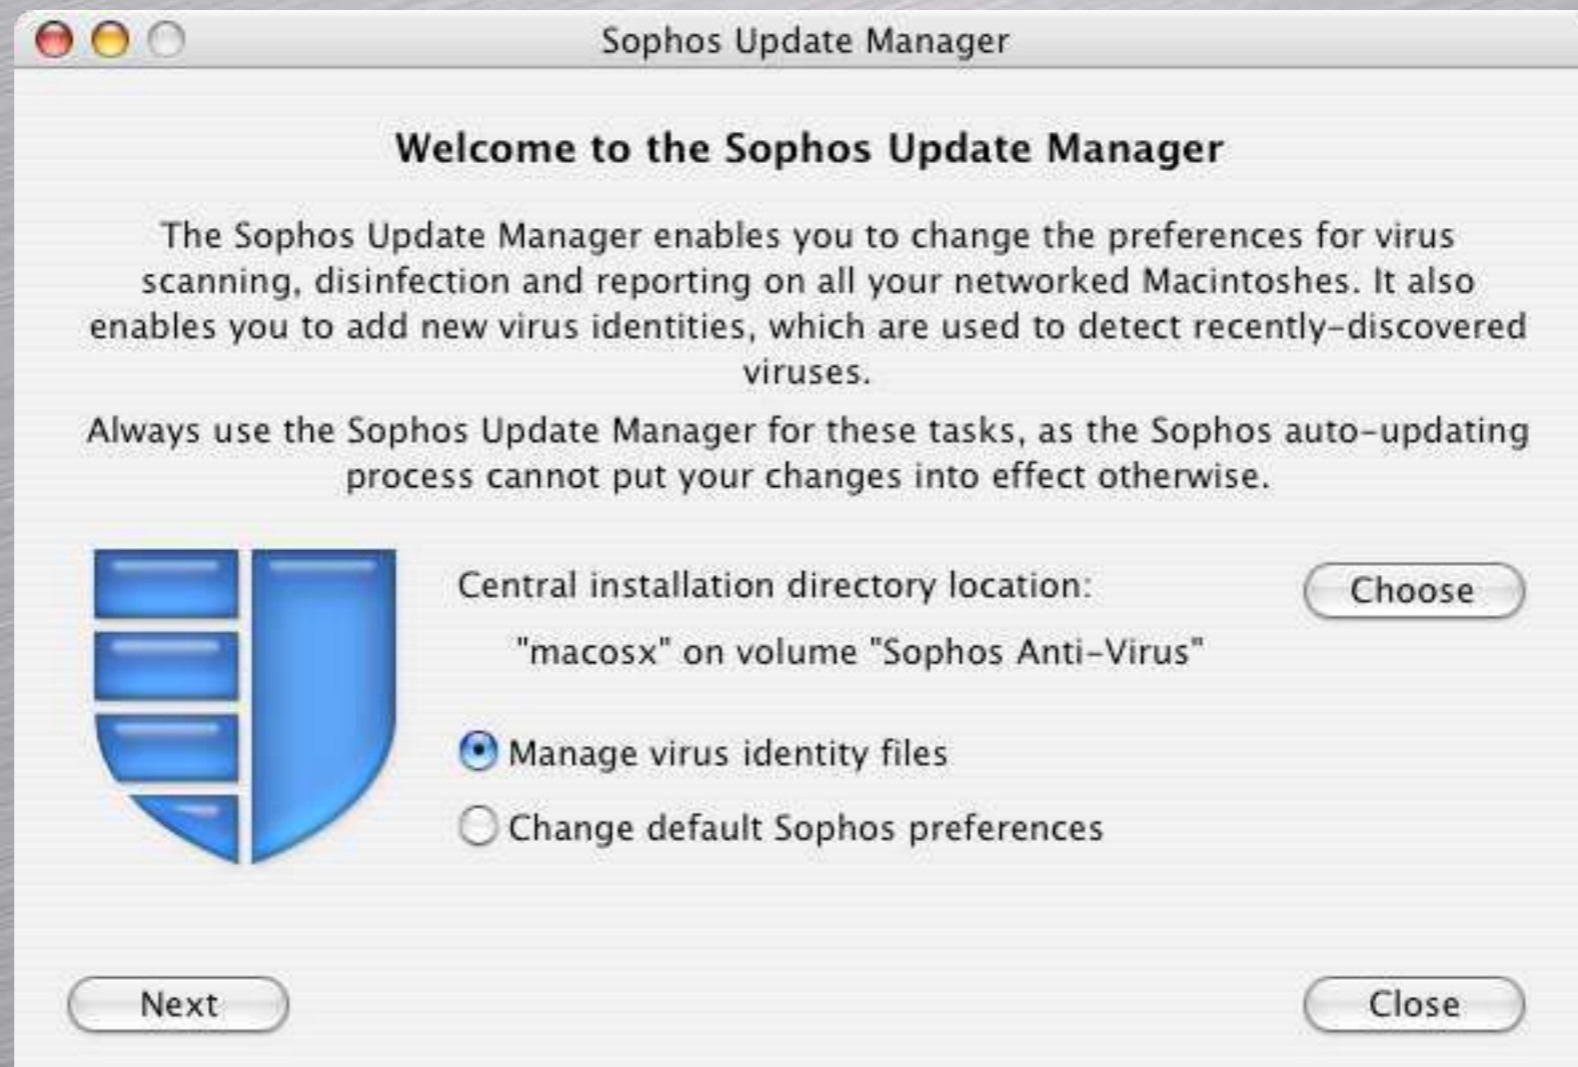 Sophos Update Manager
Welcome to the Sophos Update Manager
The Sophos Update Manager enables you to change the preferences for virus
scanning, disinfection and reporting on all your networked Macintoshes. It also
enables you to add new virus identities, which are used to detect recently-discovered
viruses.
Always use the Sophos Update Manager for these tasks, as the Sophos auto-updating
process cannot put your changes into effect otherwise.
Central installation directory location:
Choose
"macosx" on volume "Sophos Anti-Virus"
Manage virus identity files
Change default Sophos preferences
Next
Close